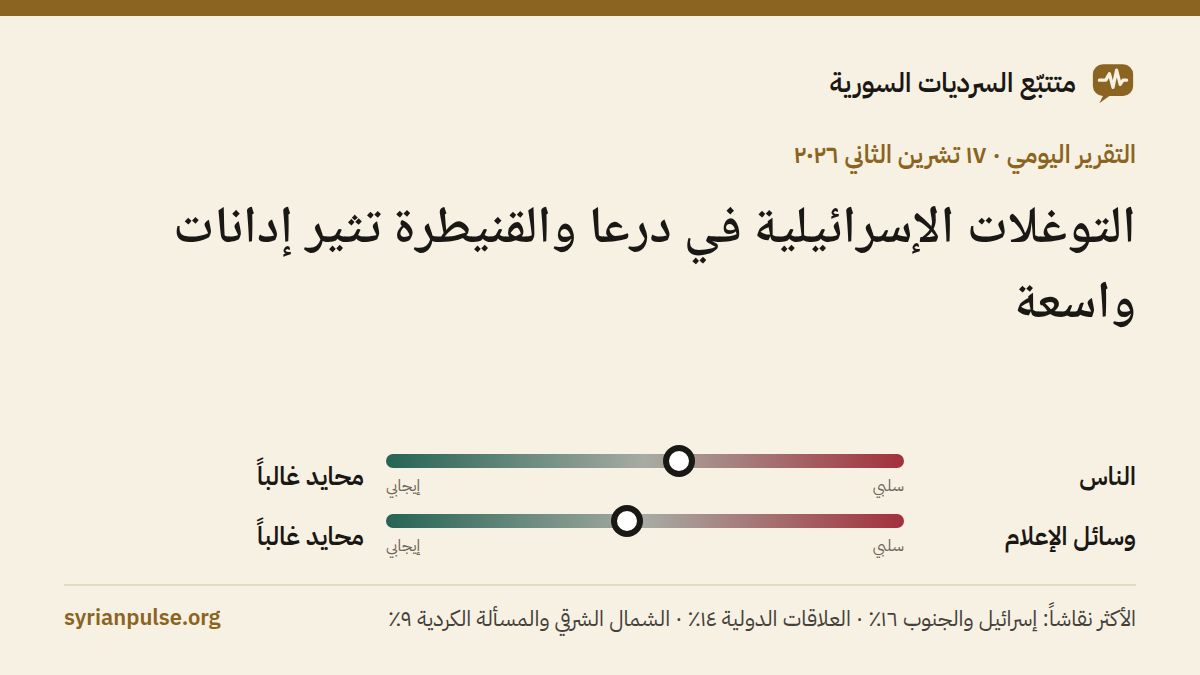 متتبّع السرديات السورية
التقرير اليومي · ١٧ تشرين الثاني ٢٠٢٦
التوغلات الإسرائيلية في درعا والقنيطرة تثير إدانات
واسعة
الناس
سلبي
إيجابي
محايد غالباً
وسائل الإعلام
سلبي
إيجابي
محايد غالباً
الأكثر نقاشاً: إسرائيل والجنوب ١٦٪ · العلاقات الدولية ١٤٪ · الشمال الشرقي والمسألة الكردية ٩٪
syrianpulse.org